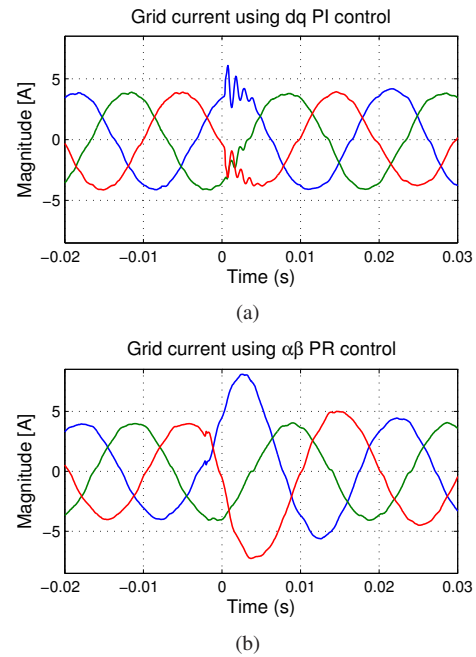 Grid current using dq PI control
Magnitude [A]
5
0
−5
−0.02 −0.01 0 0.01 0.02 0.03
Time (s)
(a)
Grid current using αβ PR control
Magnitude [A]
5
0
−5
−0.02 −0.01 0 0.01 0.02 0.03
Time (s)
(b)